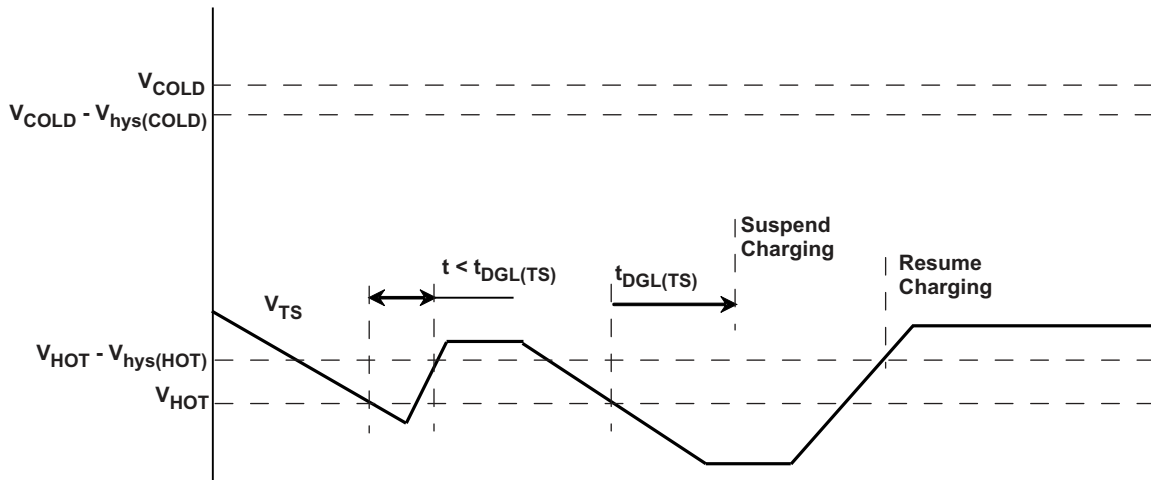 V_COLD
V_COLD - V_hys(COLD)
Suspend
Charging
t < t_DGL(TS)
t_DGL(TS)
Resume
Charging
V_TS
V_HOT - V_hys(HOT)
V_HOT